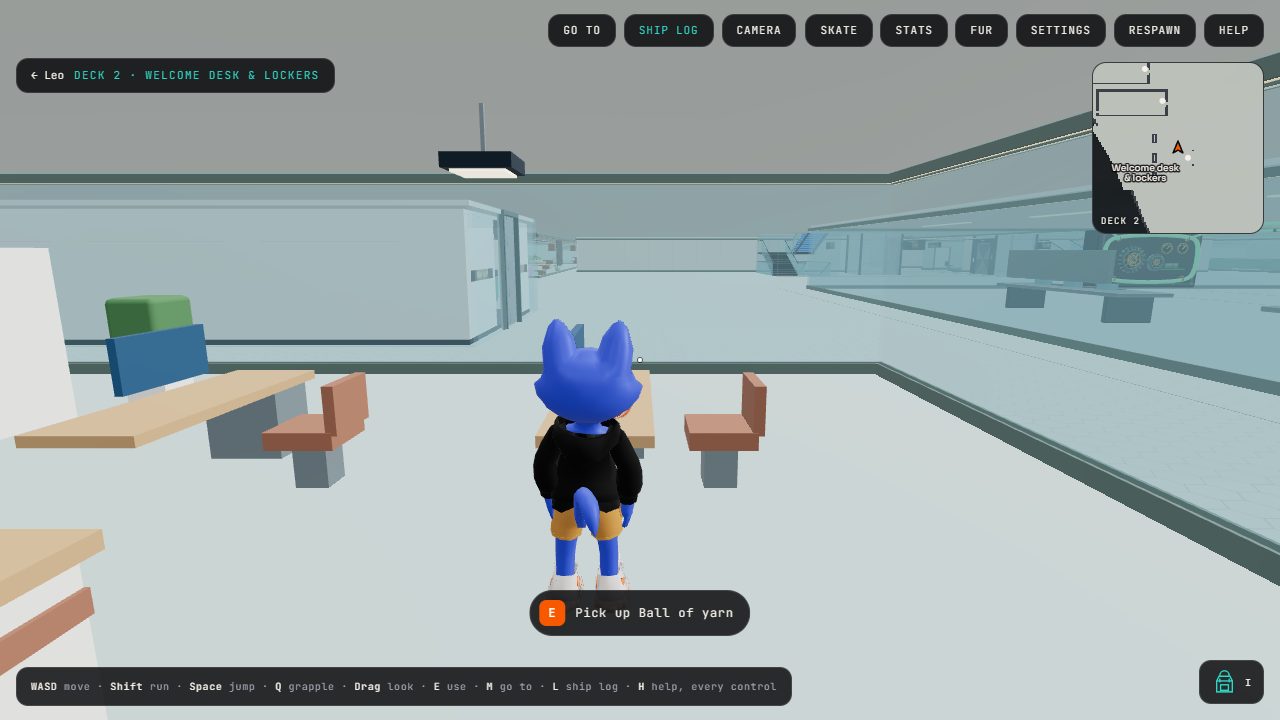 GO TO
SHIP LOG
CAMERA
SKATE
STATS
FUR
SETTINGS
RESPAWN
HELP
← Leo DECK 2 · WELCOME DESK & LOCKERS
Welcome desk
& lockers
DECK 2
E Pick up Ball of yarn
WASD move · Shift run · Space jump · Q grapple · Drag look · E use · M go to · L ship log · H help, every control
I